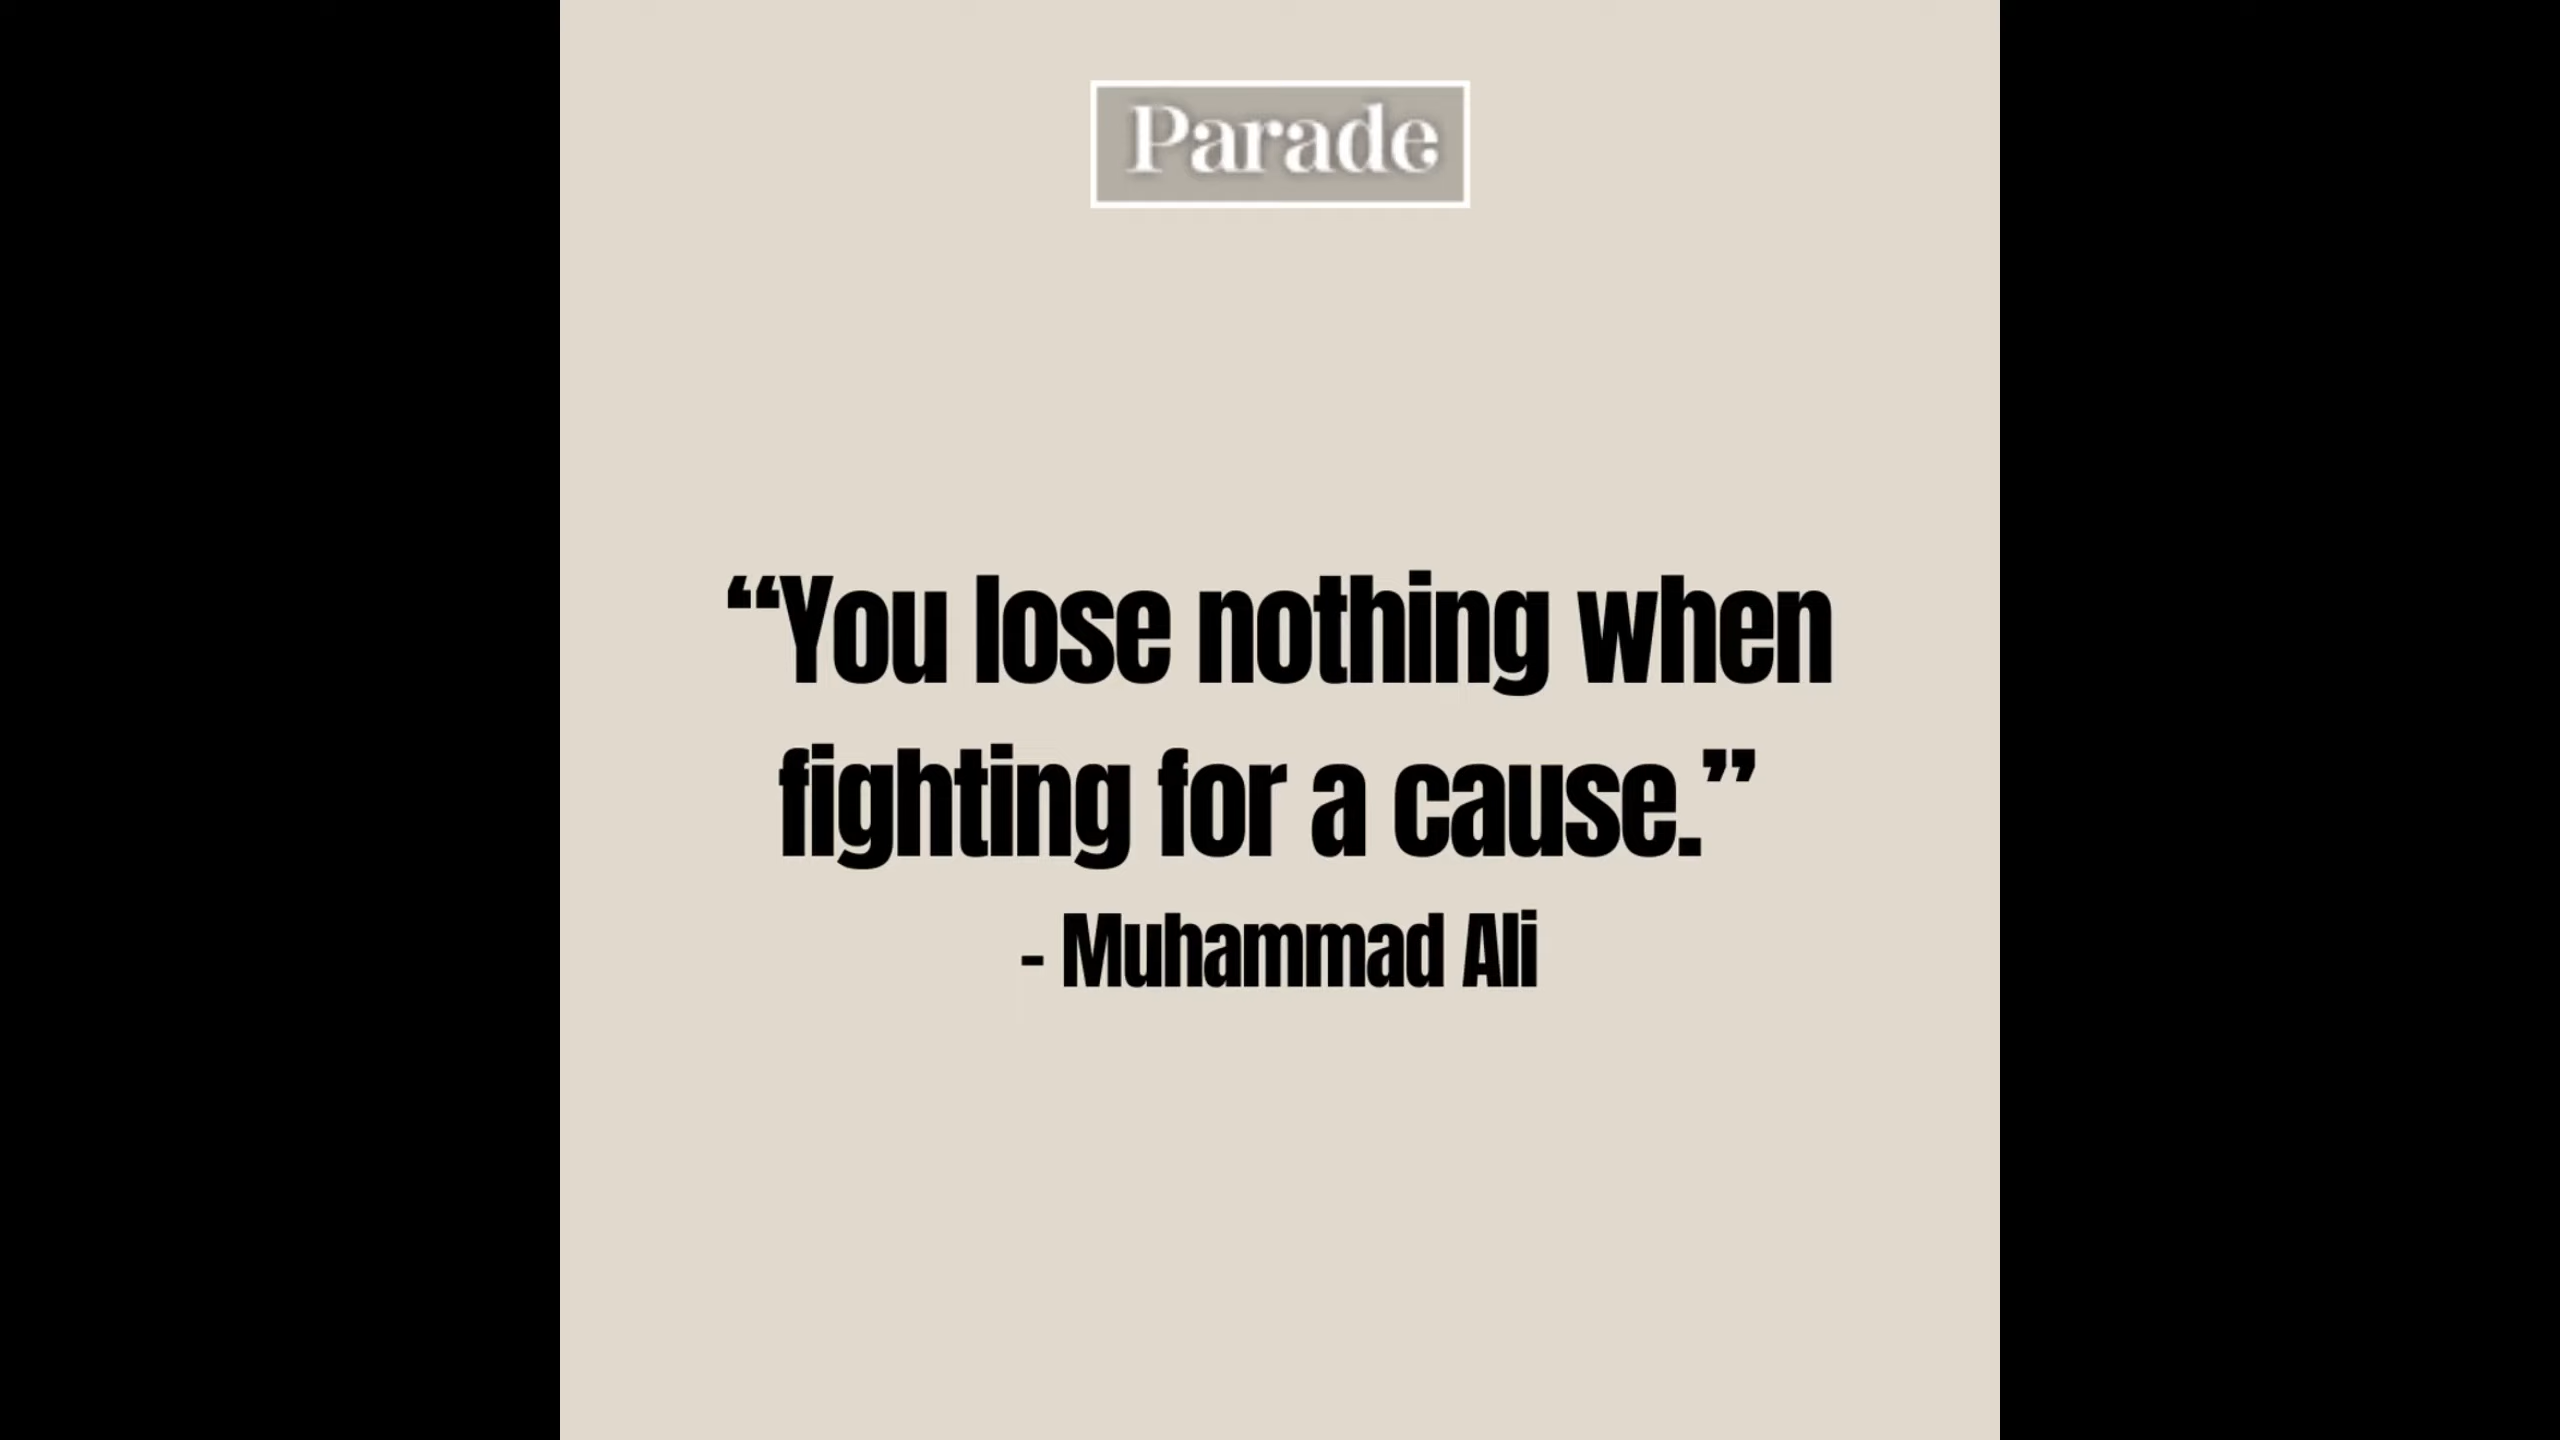 Parade
“You lose nothing when
fighting for a cause.”
- Muhammad Ali